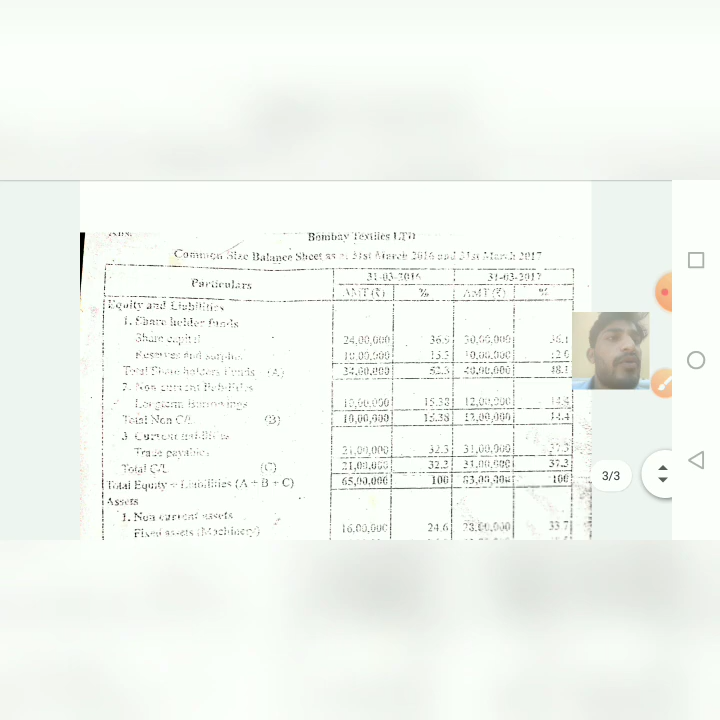 Ans.
Bombay Textiles LTD
Common Size Balance Sheet as at 31st March 2016 and 31st March 2017
Particulars 31-03-2016 31-03-2017
AMT (₹) % AMT (₹) %
Equity and Liabilities
1. Share holder funds
Share capital 24,00,000 36.9 30,00,000 36.1
Reserves and surplus 10,00,000 15.3 10,00,000 12.0
Total Share holders Funds (A) 34,00,000 52.3 40,00,000 48.1
2. Non current liabilities
Long term Borrowings 10,00,000 15.38 12,00,000 14.4
Total Non C/L (B) 10,00,000 15.38 12,00,000 14.4
3. Current liabilities
Trade payables 21,00,000 32.3 31,00,000 37.3
Total C/L (C) 21,00,000 32.3 31,00,000 37.3
Total Equity + Liabilities (A + B + C) 65,00,000 100 83,00,000 100
Assets
1. Non current assets
Fixed assets (Machinery) 16,00,000 24.6 28,00,000 33.7
3/3